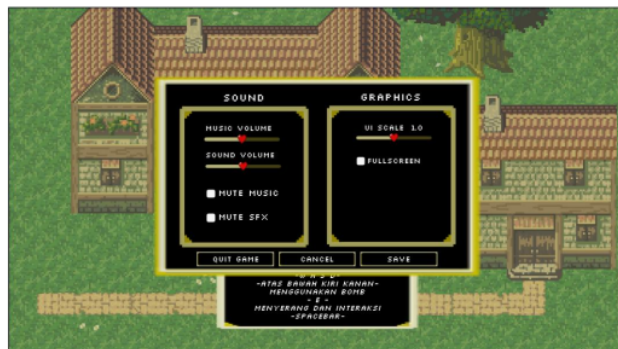 SOUND
MUSIC VOLUME
SOUND VOLUME
MUTE MUSIC
MUTE SFX
GRAPHICS
UI SCALE 1.0
FULLSCREEN
QUIT GAME
CANCEL
SAVE
-ATAS BAWAH KIRI KANAN-
MENGGUNAKAN BOMB
- E -
MENYERANG DAN INTERAKSI
-SPACEBAR-